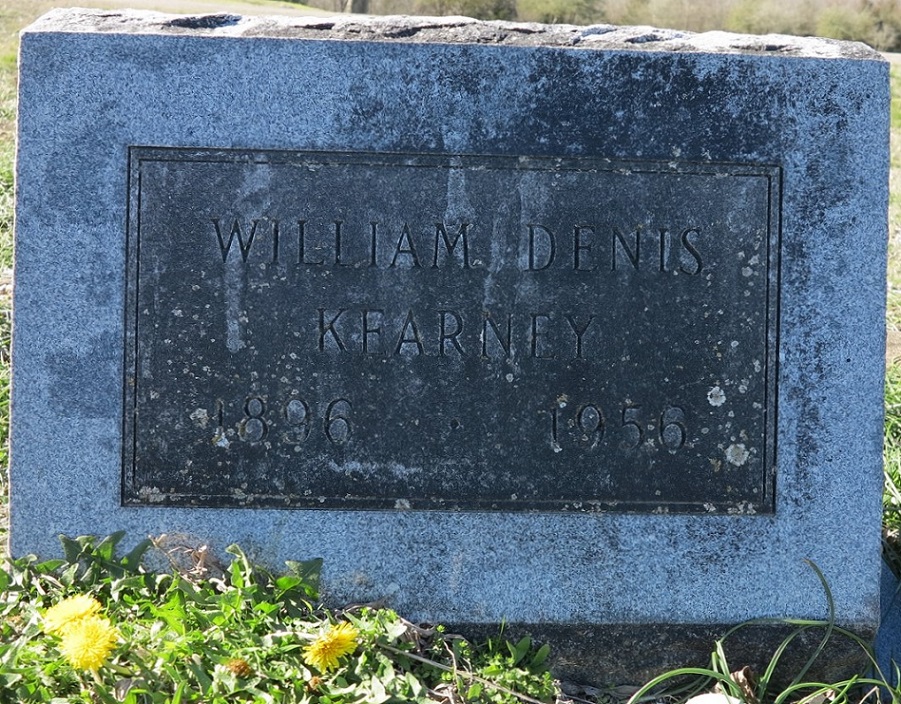 WILLIAM DENIS
KEARNEY
1896 · 1956